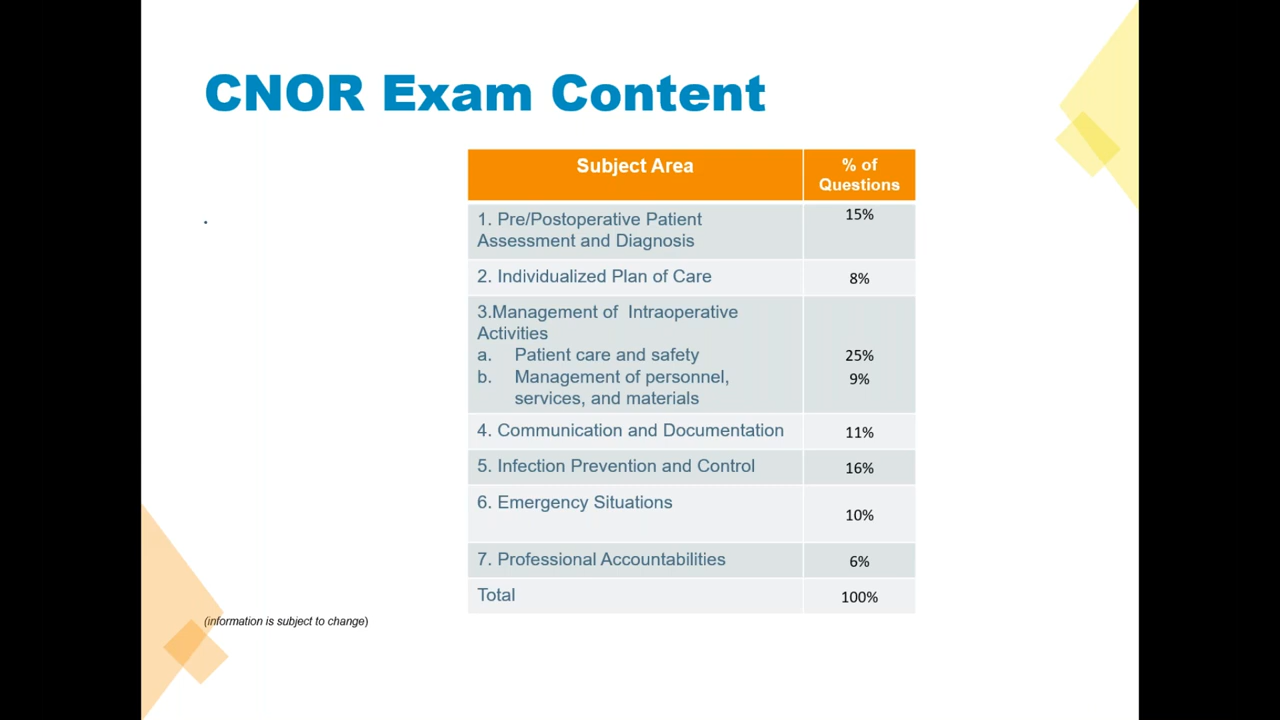 CNOR Exam Content
Subject Area
% of
Questions
1. Pre/Postoperative Patient
Assessment and Diagnosis
15%
2. Individualized Plan of Care
8%
3.Management of  Intraoperative
Activities
a. Patient care and safety
25%
b. Management of personnel,
services, and materials
9%
4. Communication and Documentation
11%
5. Infection Prevention and Control
16%
6. Emergency Situations
10%
7. Professional Accountabilities
6%
Total
100%
(information is subject to change)